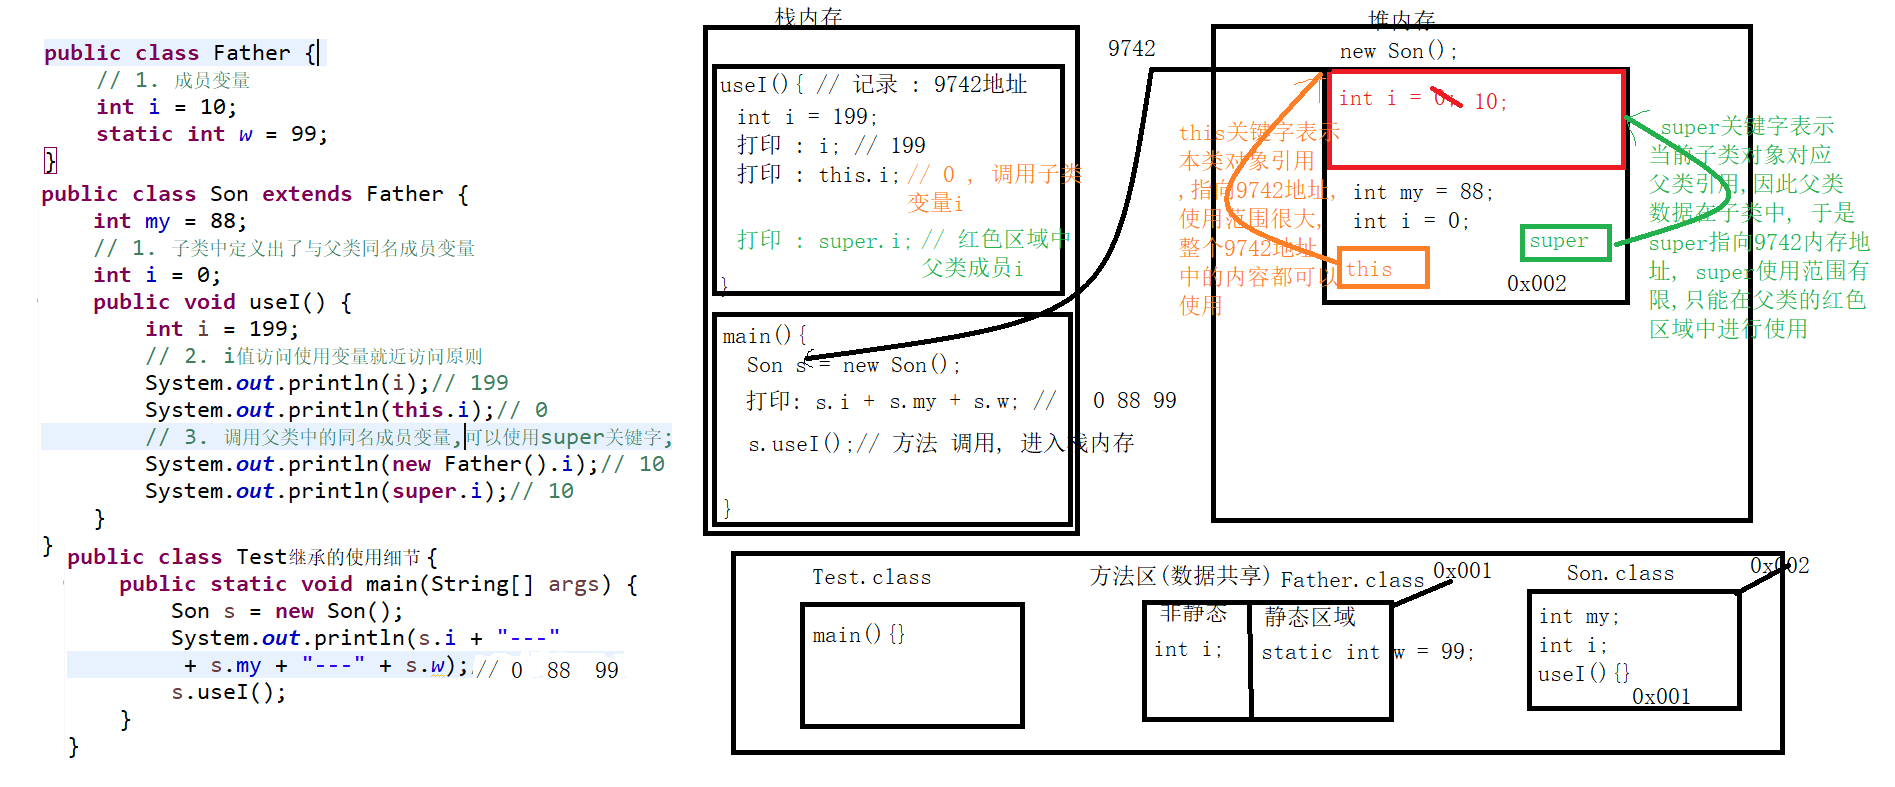 public class Father {
// 1. 成员变量
int i = 10;
static int w = 99;
}
public class Son extends Father {
int my = 88;
// 1. 子类中定义出了与父类同名成员变量
int i = 0;
public void useI() {
int i = 199;
// 2. i值访问使用变量就近访问原则
System.out.println(i);// 199
System.out.println(this.i);// 0
// 3. 调用父类中的同名成员变量,可以使用super关键字;
System.out.println(new Father().i);// 10
System.out.println(super.i);// 10
}
}
public class Test继承的使用细节 {
public static void main(String[] args) {
Son s = new Son();
System.out.println(s.i + "---"
+ s.my + "---" + s.w);// 0 88 99
s.useI();
}
}
栈内存
useI(){ // 记录 : 9742地址
int i = 199;
打印 : i; // 199
打印 : this.i; // 0 , 调用子类
变量i
打印 : super.i; // 红色区域中
父类成员i
}
main(){
Son s = new Son();
打印: s.i + s.my + s.w; // 0 88 99
s.useI();// 方法 调用, 进入栈内存
}
9742
堆内存
new Son();
int i = 0; 10;
int my = 88;
int i = 0;
super
this
0x002
this关键字表示
本类对象引用
,指向9742地址,
使用范围很大,
整个9742地址
中的内容都可以
使用
super关键字表示
当前子类对象对应
父类引用,因此父类
数据在子类中, 于是
super指向9742内存地
址, super使用范围有
限,只能在父类的红色
区域中进行使用
方法区(数据共享)
Test.class
main(){}
Father.class
0x001
非静态
int i;
静态区域
static int w = 99;
Son.class
0x002
int my;
int i;
useI(){}
0x001